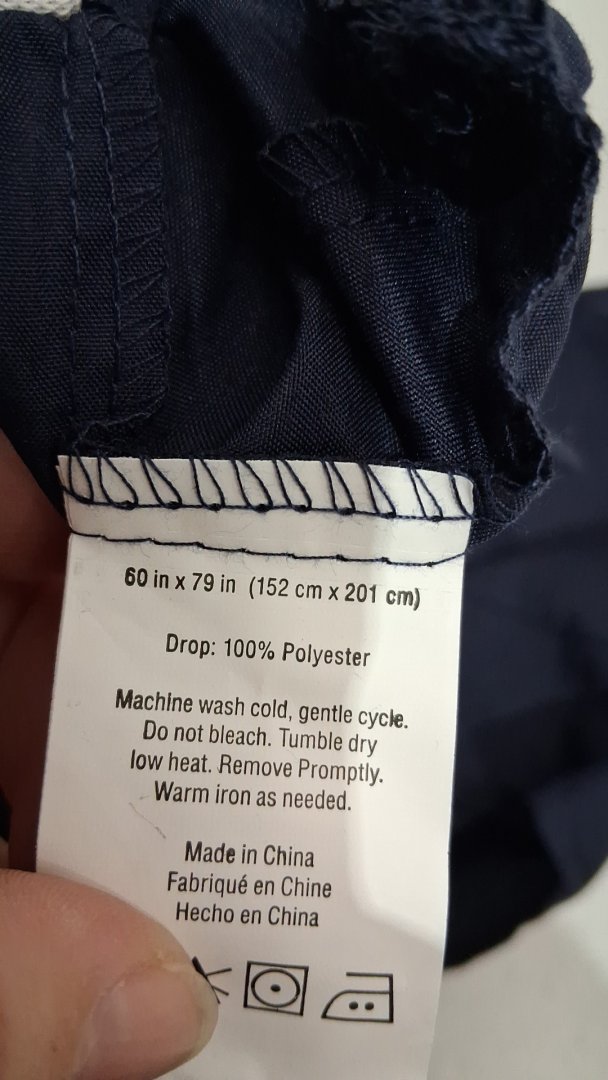 60 in x 79 in (152 cm x 201 cm)
Drop: 100% Polyester
Machine wash cold, gentle cycle.
Do not bleach. Tumble dry
low heat. Remove Promptly.
Warm iron as needed.
Made in China
Fabriqué en Chine
Hecho en China